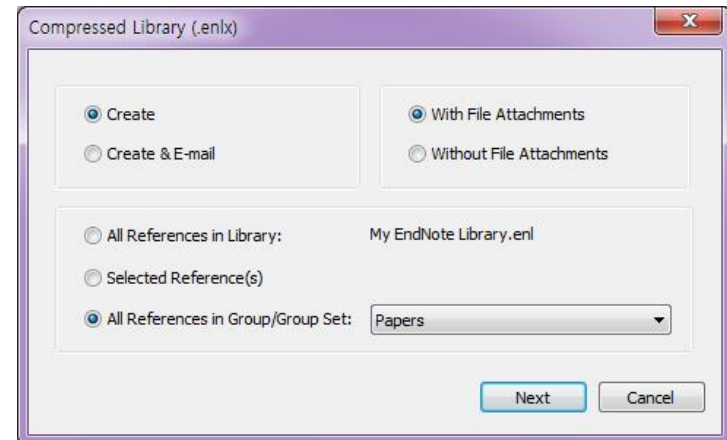 Compressed Library (.enlx)
Create
With File Attachments
Create & E-mail
Without File Attachments
All References in Library: My EndNote Library.enl
Selected Reference(s)
All References in Group/Group Set: Papers
Next Cancel